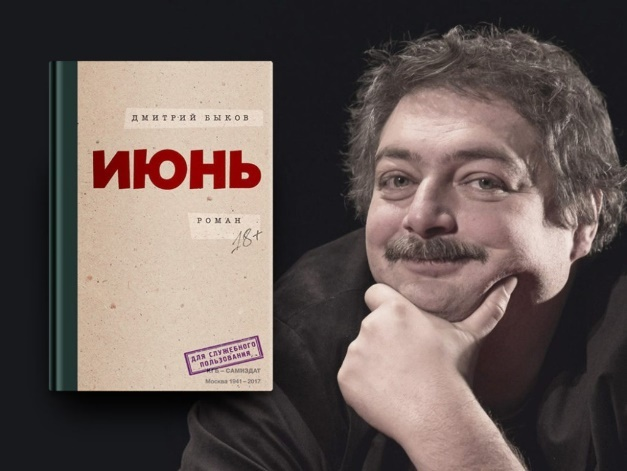 ДМИТРИЙ БЫКОВ
ИЮНЬ
РОМАН
18+
ДЛЯ СЛУЖЕБНОГО
ПОЛЬЗОВАНИЯ
– САМИЗДАТ
Москва 1941–2017